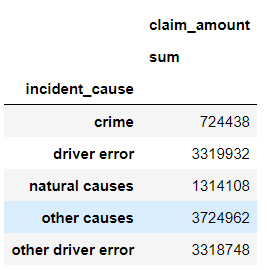 claim_amount
sum
incident_cause
crime 724438
driver error 3319932
natural causes 1314108
other causes 3724962
other driver error 3318748